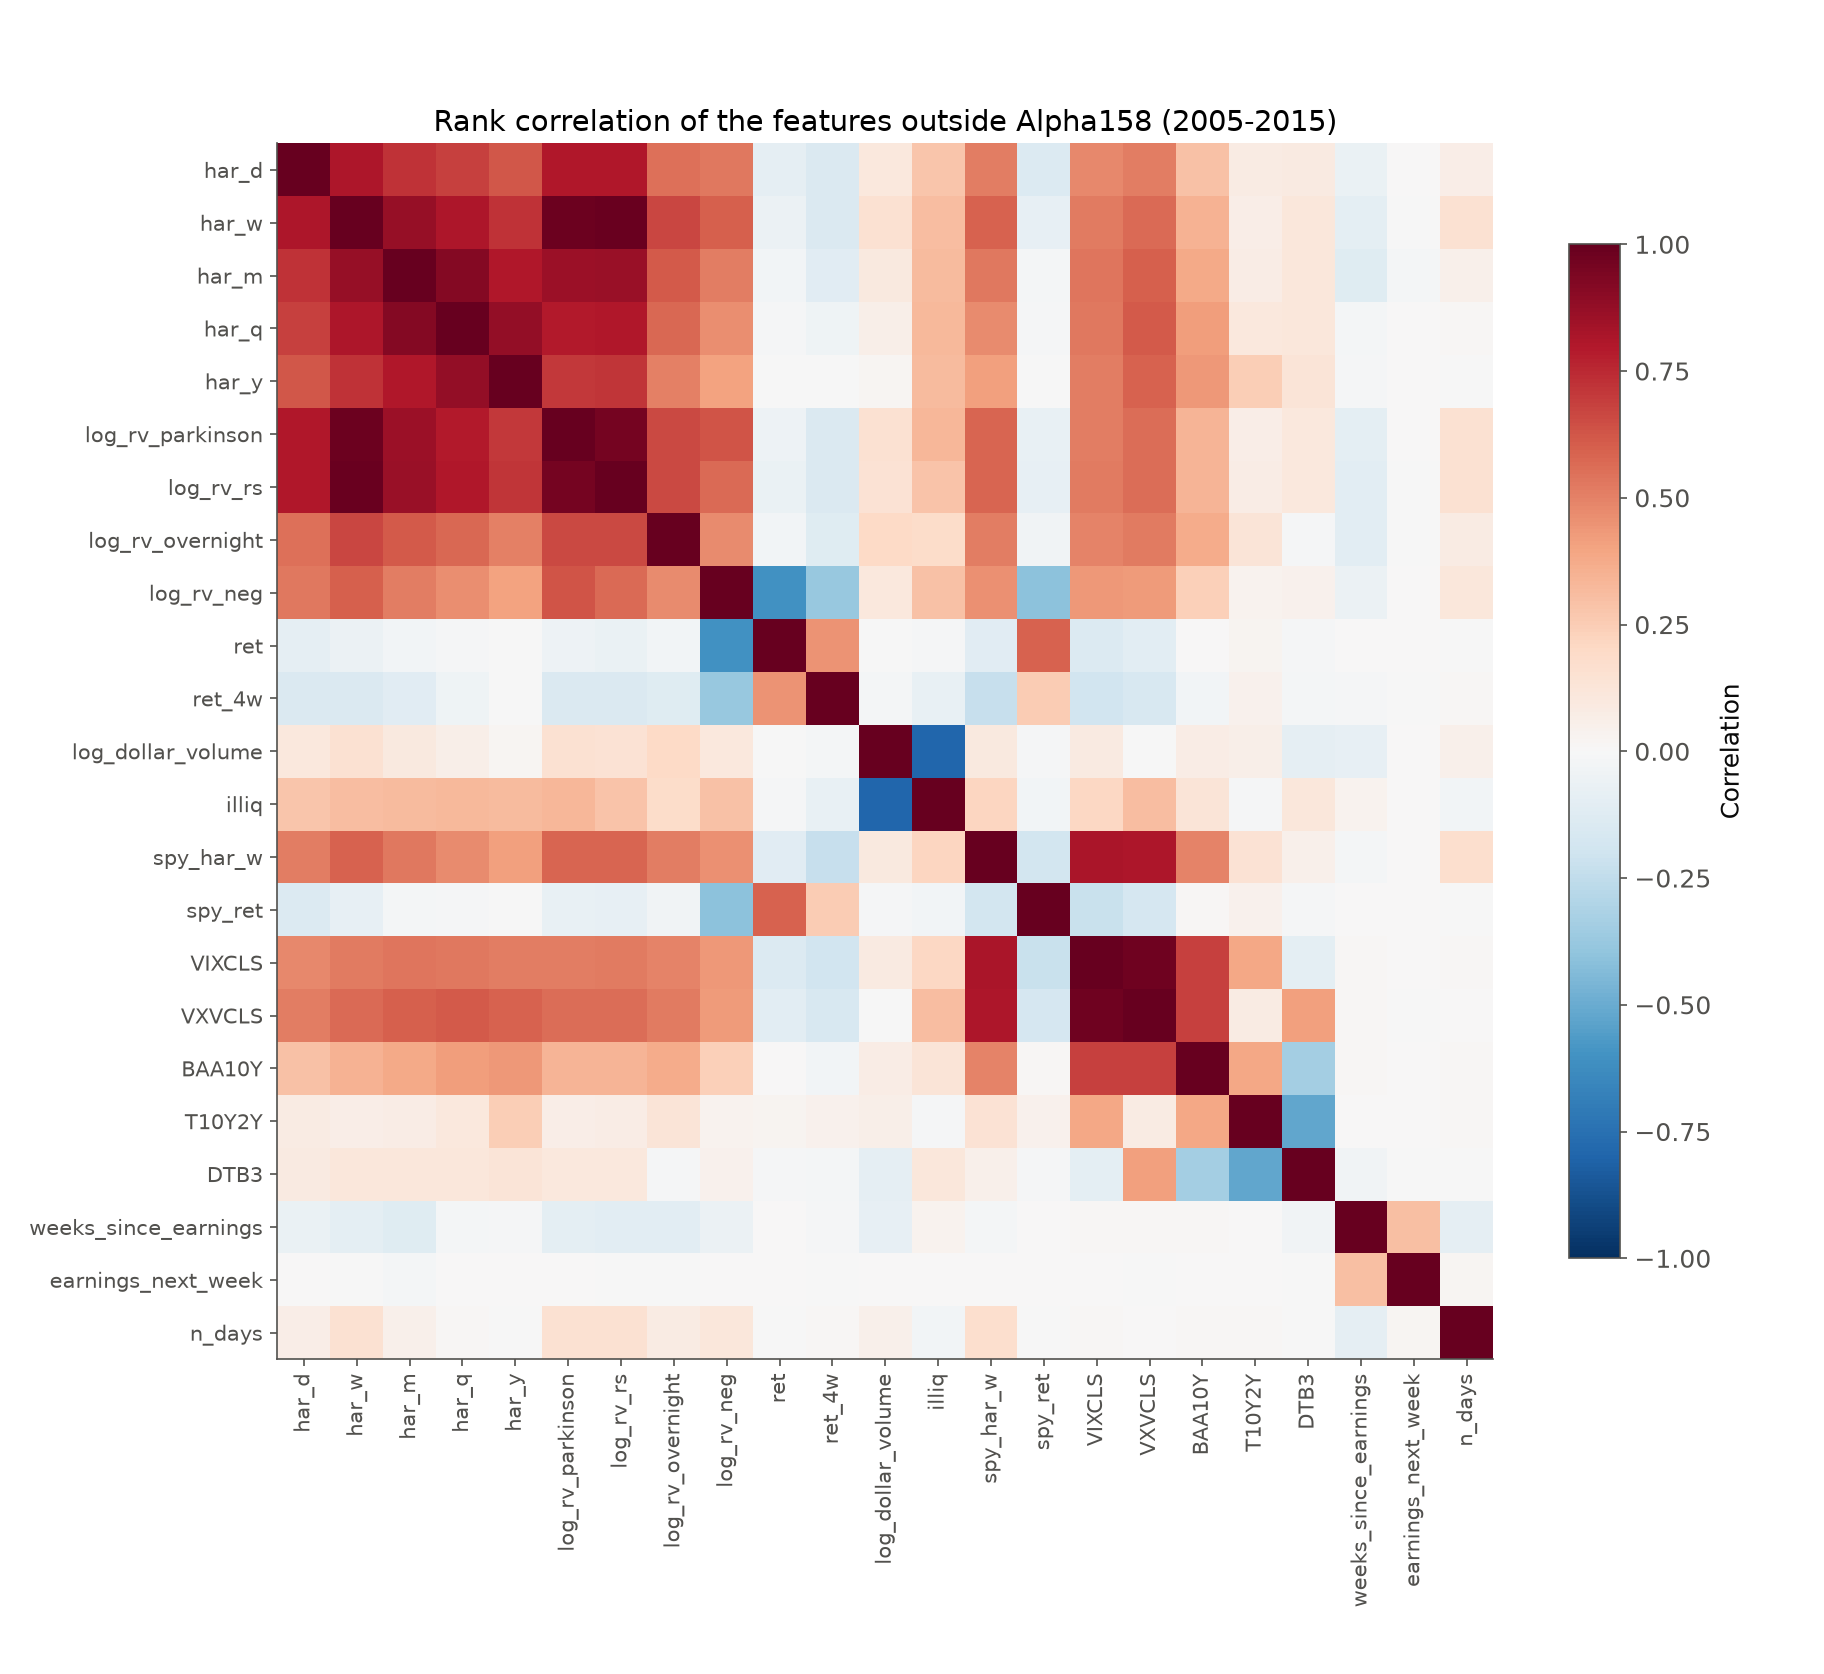 Rank correlation of the features outside Alpha158 (2005-2015)
har_d
har_w
har_m
har_q
har_y
log_rv_parkinson
log_rv_rs
log_rv_overnight
log_rv_neg
ret
ret_4w
log_dollar_volume
illiq
spy_har_w
spy_ret
VIXCLS
VXVCLS
BAA10Y
T10Y2Y
DTB3
weeks_since_earnings
earnings_next_week
n_days
har_d
har_w
har_m
har_q
har_y
log_rv_parkinson
log_rv_rs
log_rv_overnight
log_rv_neg
ret
ret_4w
log_dollar_volume
illiq
spy_har_w
spy_ret
VIXCLS
VXVCLS
BAA10Y
T10Y2Y
DTB3
weeks_since_earnings
earnings_next_week
n_days
1.00
0.75
0.50
0.25
0.00
−0.25
−0.50
−0.75
−1.00
Correlation